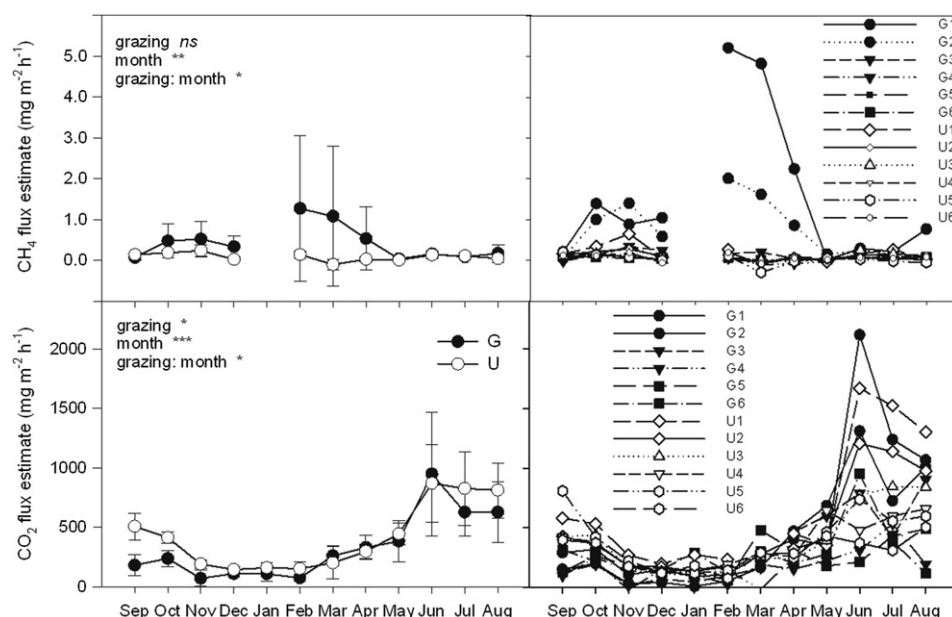 grazing ns
month **
grazing: month *
CH4 flux estimate (mg m-2 h-1)
5.0
4.0
3.0
2.0
1.0
0.0
G1
G2
G3
G4
G5
G6
U1
U2
U3
U4
U5
U6
grazing *
month ***
grazing: month *
G
U
CO2 flux estimate (mg m-2 h-1)
2000
1500
1000
500
0
G1
G2
G3
G4
G5
G6
U1
U2
U3
U4
U5
U6
Sep Oct Nov Dec Jan Feb Mar Apr May Jun Jul Aug
Sep Oct Nov Dec Jan Feb Mar Apr May Jun Jul Aug